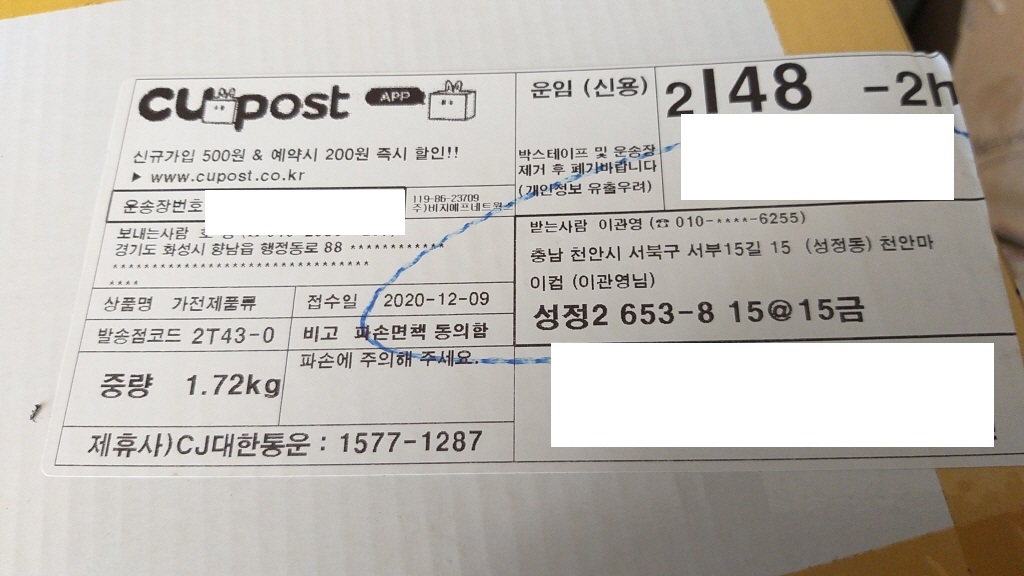 CUpost APP
신규가입 500원 & 예약시 200원 즉시 할인!!
▶ www.cupost.co.kr
운송장번호
119-86-23709
주)비지에프네트웍스
보내는사람
경기도 화성시 향남읍 행정동로 88 ************
********************************
****
상품명 가전제품류
접수일 2020-12-09
발송점코드 2T43-0
비고 파손면책 동의함
파손에 주의해 주세요.
중량 1.72kg
제휴사)CJ대한통운 : 1577-1287
운임 (신용)
2148 -2h
박스테이프 및 운송장
제거 후 폐기바랍니다
(개인정보 유출우려)
받는사람 이관영 (☎ 010-****-6255)
충남 천안시 서북구 서부15길 15 (성정동) 천안마
이컴 (이관영님)
성정2 653-8 15@15금